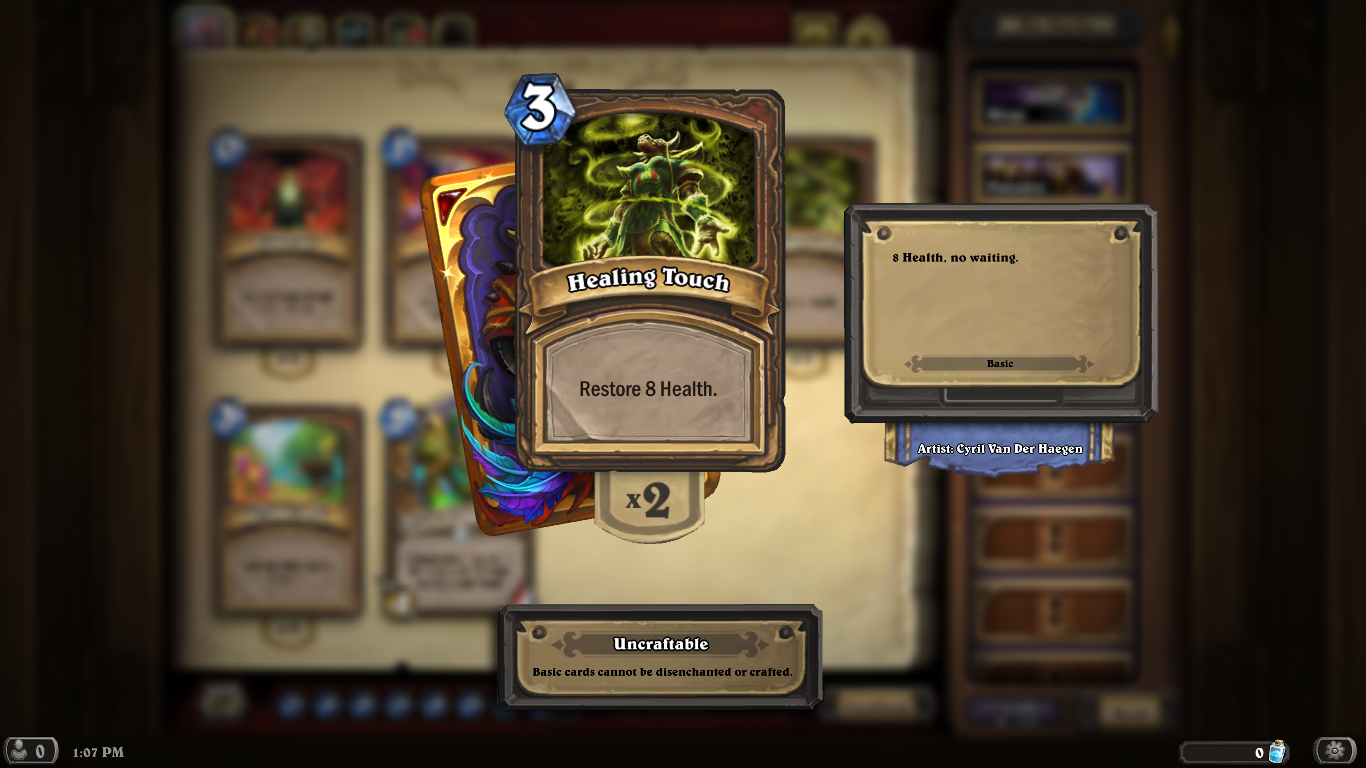 3
Healing Touch
Restore 8 Health.
x2
8 Health, no waiting.
Basic
Artist: Cyril Van Der Haegen
Uncraftable
Basic cards cannot be disenchanted or crafted.
0
1:07 PM
0